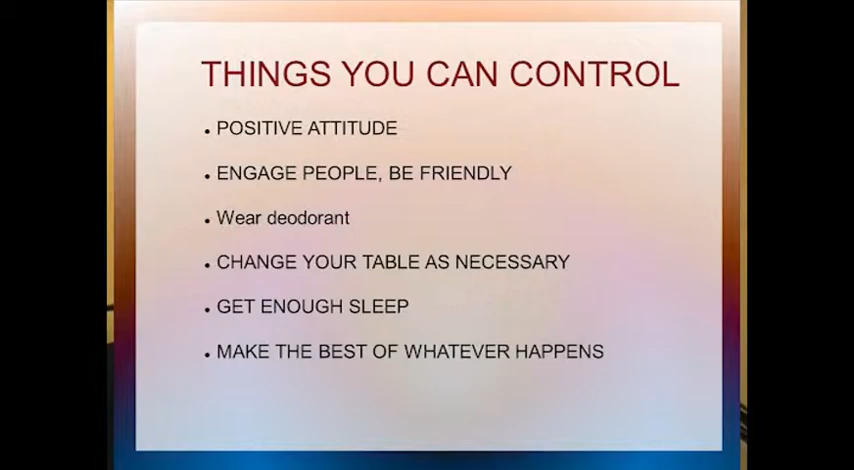 THINGS YOU CAN CONTROL
• POSITIVE ATTITUDE
• ENGAGE PEOPLE, BE FRIENDLY
• Wear deodorant
• CHANGE YOUR TABLE AS NECESSARY
• GET ENOUGH SLEEP
• MAKE THE BEST OF WHATEVER HAPPENS